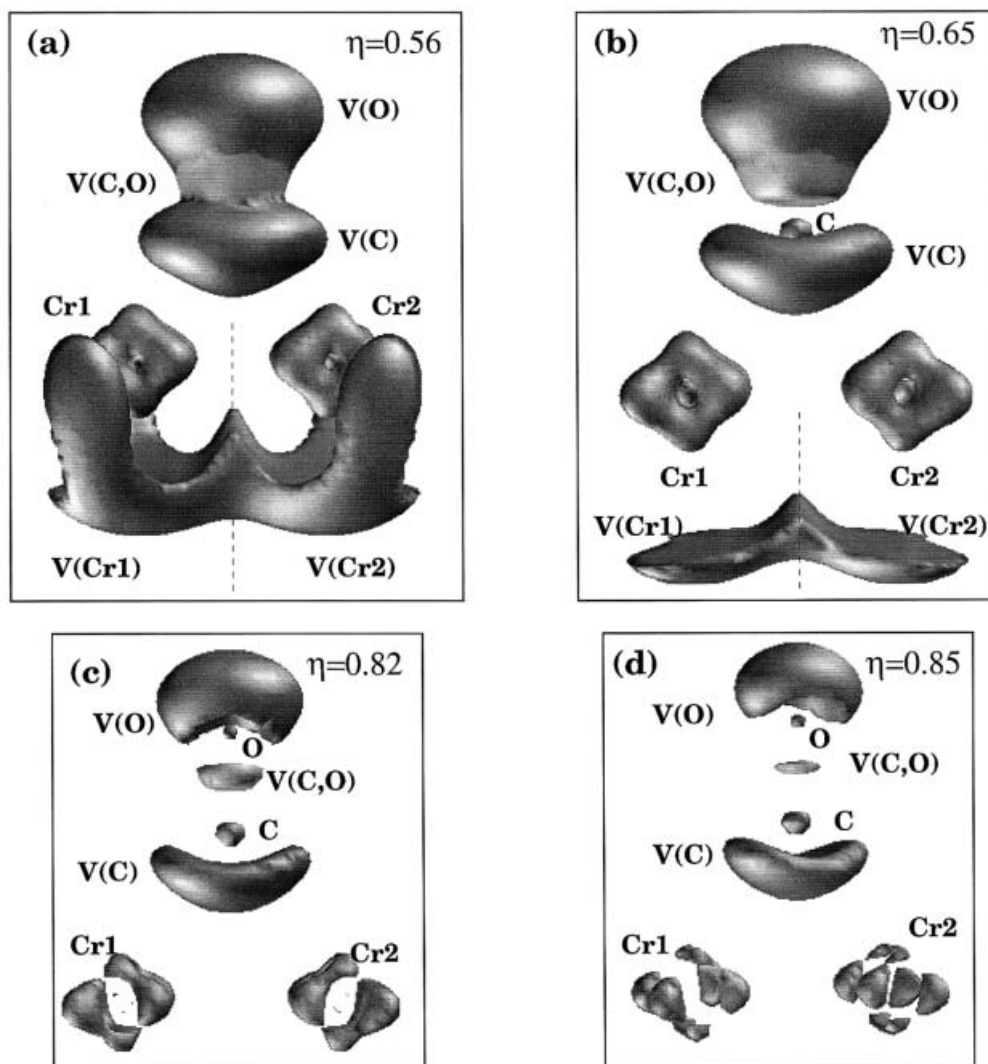 (a) η=0.56
V(O)
V(C,O)
V(C)
Cr1 Cr2
V(Cr1) V(Cr2)
(b) η=0.65
V(O)
V(C,O)
C
V(C)
Cr1 Cr2
V(Cr1) V(Cr2)
(c) η=0.82
V(O)
O
V(C,O)
C
V(C)
Cr1 Cr2
(d) η=0.85
V(O)
O
V(C,O)
C
V(C)
Cr1 Cr2